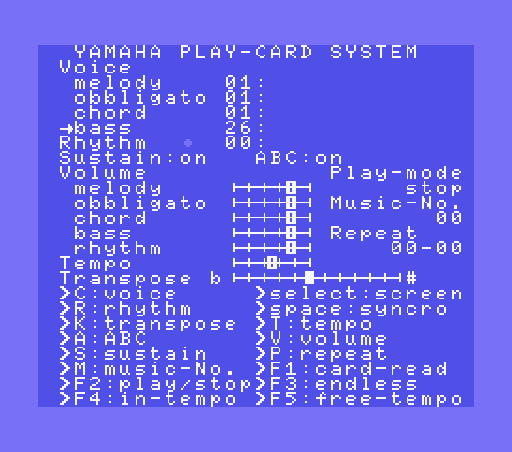 YAMAHA PLAY-CARD SYSTEM
Voice
melody 01:
obbligato 01:
chord 01:
→bass 26:
Rhythm 00:
Sustain:on ABC:on
Volume Play-mode
melody stop
obbligato Music-No.
chord 00
bass Repeat
rhythm 00-00
Tempo
Transpose b #
>C:voice >select:screen
>R:rhythm >space:syncro
>K:transpose >T:tempo
>A:ABC >V:volume
>S:sustain >P:repeat
>M:music-No. >F1:card-read
>F2:play/stop >F3:endless
>F4:in-tempo >F5:free-tempo